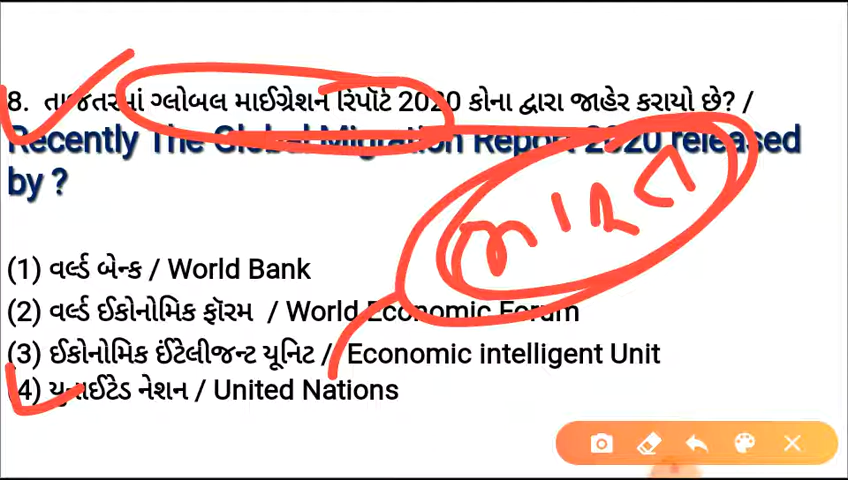 8. તાજેતરમાં ગ્લોબલ માઈગ્રેશન રિપૉર્ટ 2020 કોના દ્વારા જાહેર કરાયો છે? /
Recently The Global Migration Report 2020 released
by ?
ભારત
(1) વર્લ્ડ બેન્ક / World Bank
(2) વર્લ્ડ ઈકોનોમિક ફૉરમ / World Economic Forum
(3) ઈકોનોમિક ઈંટેલીજન્ટ યૂનિટ / Economic intelligent Unit
(4) યુનાઈટેડ નેશન / United Nations